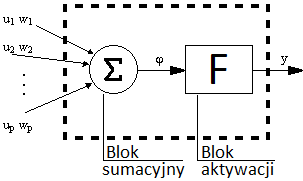 u₁ w₁
u₂ w₂
Σ
φ
F
y
uₚ wₚ
Blok sumacyjny
Blok aktywacji